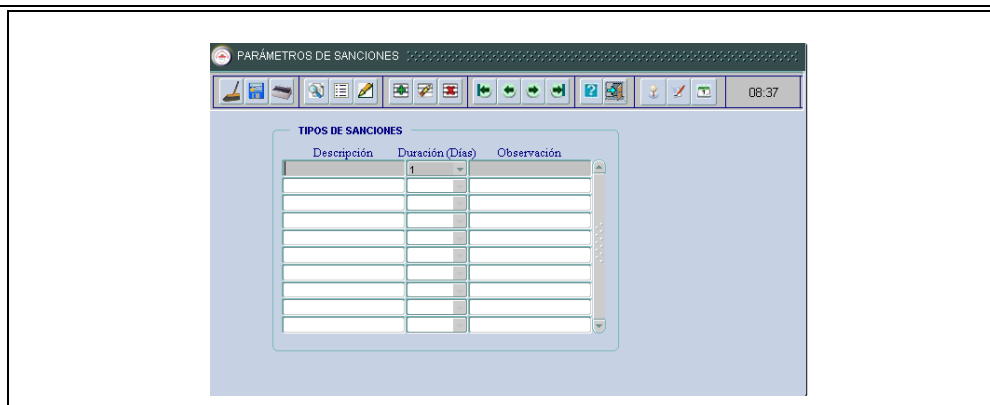 PARÁMETROS DE SANCIONES
08:37
TIPOS DE SANCIONES
Descripción Duración (Días) Observación
1